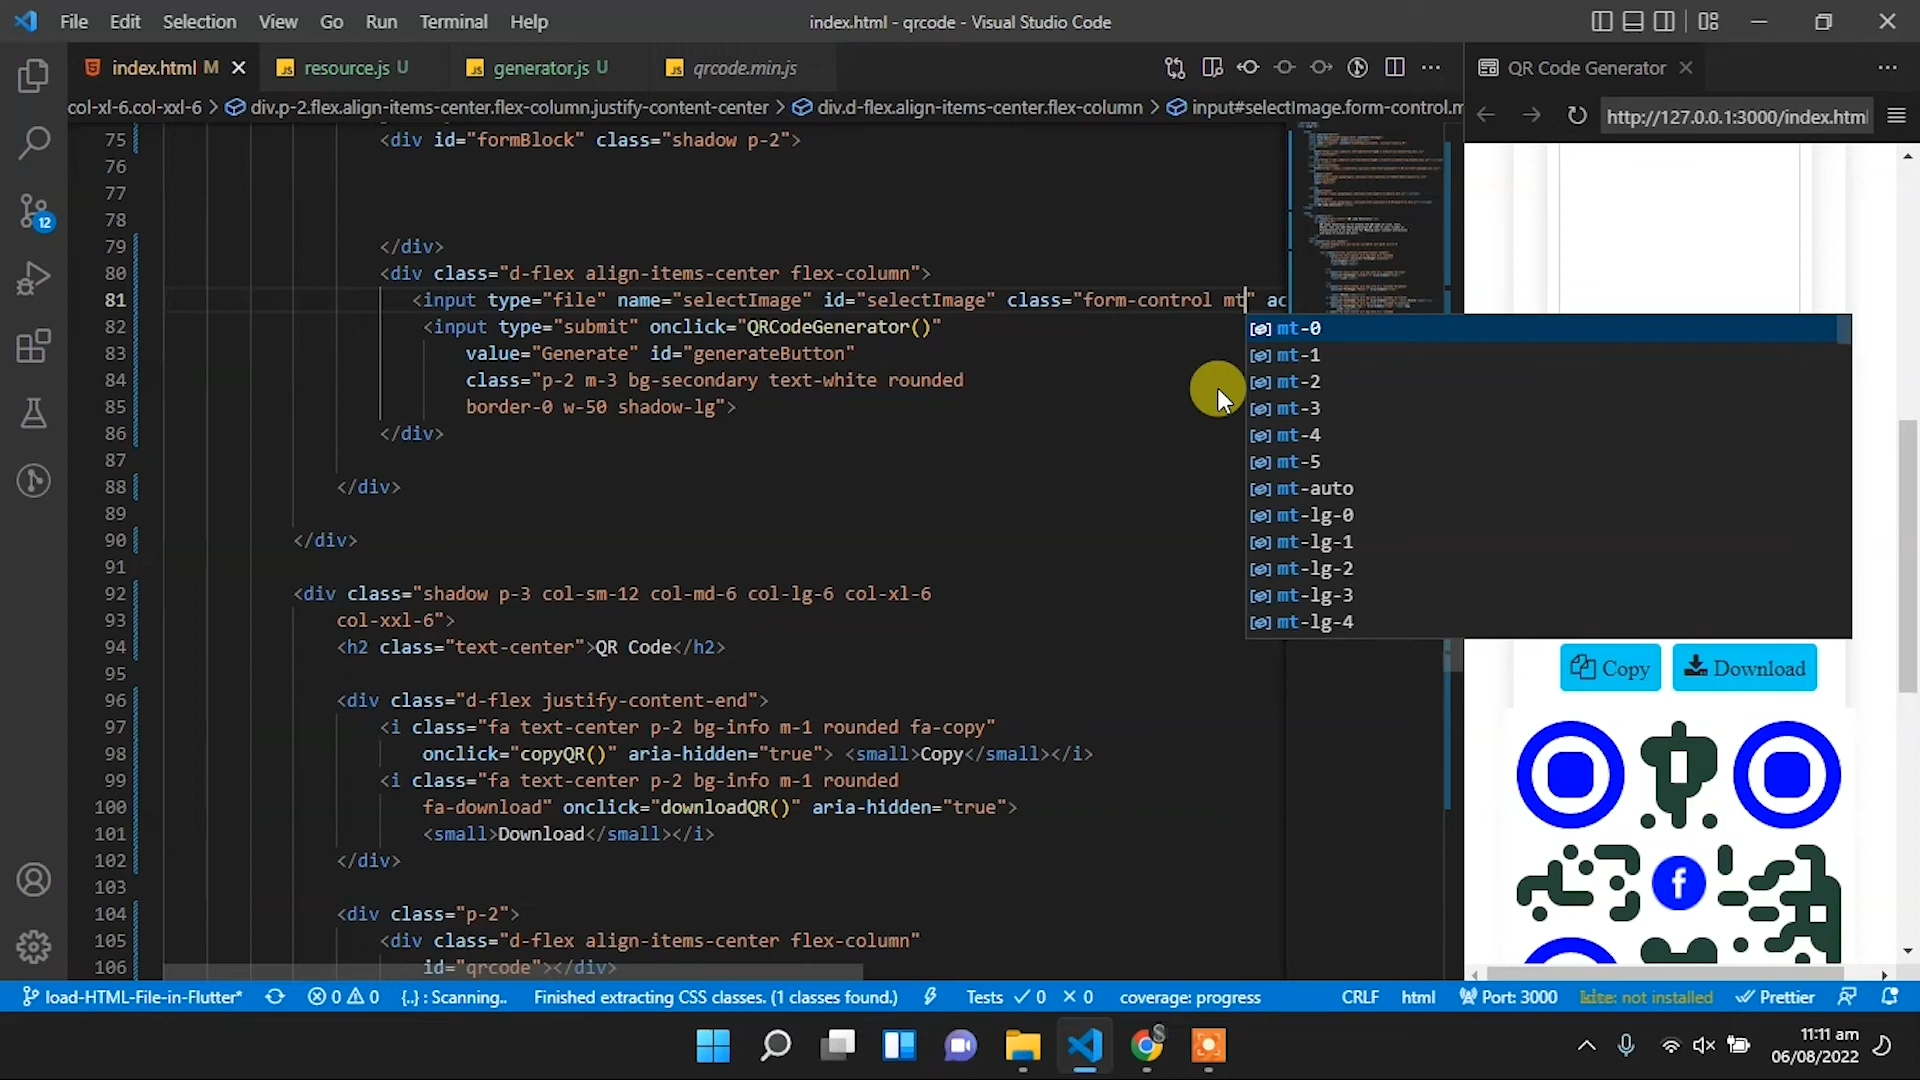 File Edit Selection View Go Run Terminal Help index.html - qrcode - Visual Studio Code
index.html M resource.js U generator.js U qrcode.min.js QR Code Generator
col-xl-6.col-xxl-6 > div.p-2.flex.align-items-center.flex-column.justify-content-center > div.d-flex.align-items-center.flex-column > input#selectImage.form-control.m
http://127.0.0.1:3000/index.html
75 <div id="formBlock" class="shadow p-2">
76
77
78
79 </div>
80 <div class="d-flex align-items-center flex-column">
81 <input type="file" name="selectImage" id="selectImage" class="form-control mt" ac
82 <input type="submit" onclick="QRCodeGenerator()"
83 value="Generate" id="generateButton"
84 class="p-2 m-3 bg-secondary text-white rounded
85 border-0 w-50 shadow-lg">
86 </div>
87
88 </div>
89
90 </div>
91
92 <div class="shadow p-3 col-sm-12 col-md-6 col-lg-6 col-xl-6
93 col-xxl-6">
94 <h2 class="text-center">QR Code</h2>
95
96 <div class="d-flex justify-content-end">
97 <i class="fa text-center p-2 bg-info m-1 rounded fa-copy"
98 onclick="copyQR()" aria-hidden="true"> <small>Copy</small></i>
99 <i class="fa text-center p-2 bg-info m-1 rounded
100 fa-download" onclick="downloadQR()" aria-hidden="true">
101 <small>Download</small></i>
102 </div>
103
104 <div class="p-2">
105 <div class="d-flex align-items-center flex-column"
106 id="qrcode"></div>
mt-0
mt-1
mt-2
mt-3
mt-4
mt-5
mt-auto
mt-lg-0
mt-lg-1
mt-lg-2
mt-lg-3
mt-lg-4
Copy Download
f
12
load-HTML-File-in-Flutter* 0 0 {..} : Scanning.. Finished extracting CSS classes. (1 classes found.) Tests 0 0 coverage: progress CRLF html Port: 3000 kite: not installed Prettier
S
11:11 am
06/08/2022